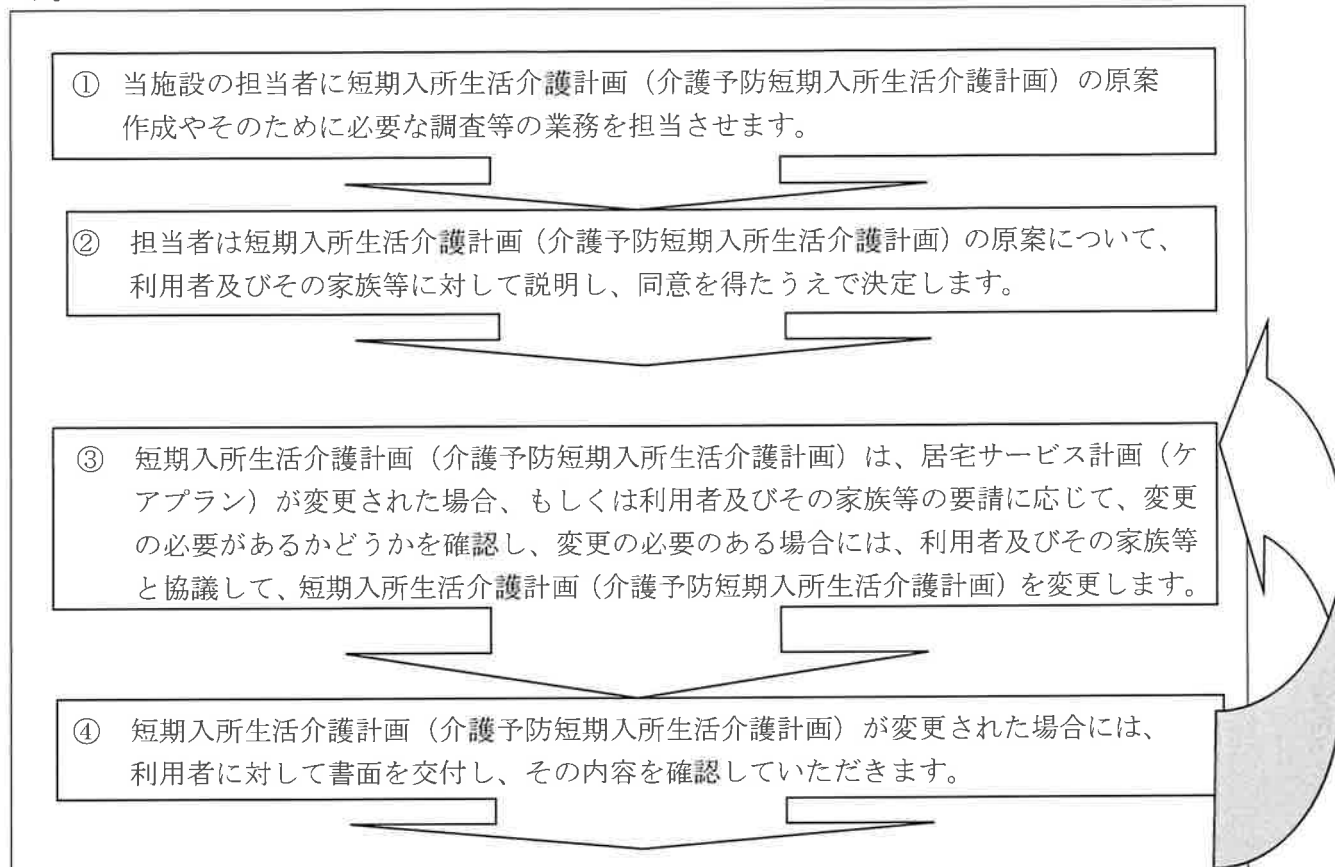 ① 当施設の担当者に短期入所生活介護計画（介護予防短期入所生活介護計画）の原案
作成やそのために必要な調査等の業務を担当させます。
② 担当者は短期入所生活介護計画（介護予防短期入所生活介護計画）の原案について、
利用者及びその家族等に対して説明し、同意を得たうえで決定します。
③ 短期入所生活介護計画（介護予防短期入所生活介護計画）は、居宅サービス計画（ケ
アプラン）が変更された場合、もしくは利用者及びその家族等の要請に応じて、変更
の必要があるかどうかを確認し、変更の必要のある場合には、利用者及びその家族等
と協議して、短期入所生活介護計画（介護予防短期入所生活介護計画）を変更します。
④ 短期入所生活介護計画（介護予防短期入所生活介護計画）が変更された場合には、
利用者に対して書面を交付し、その内容を確認していただきます。